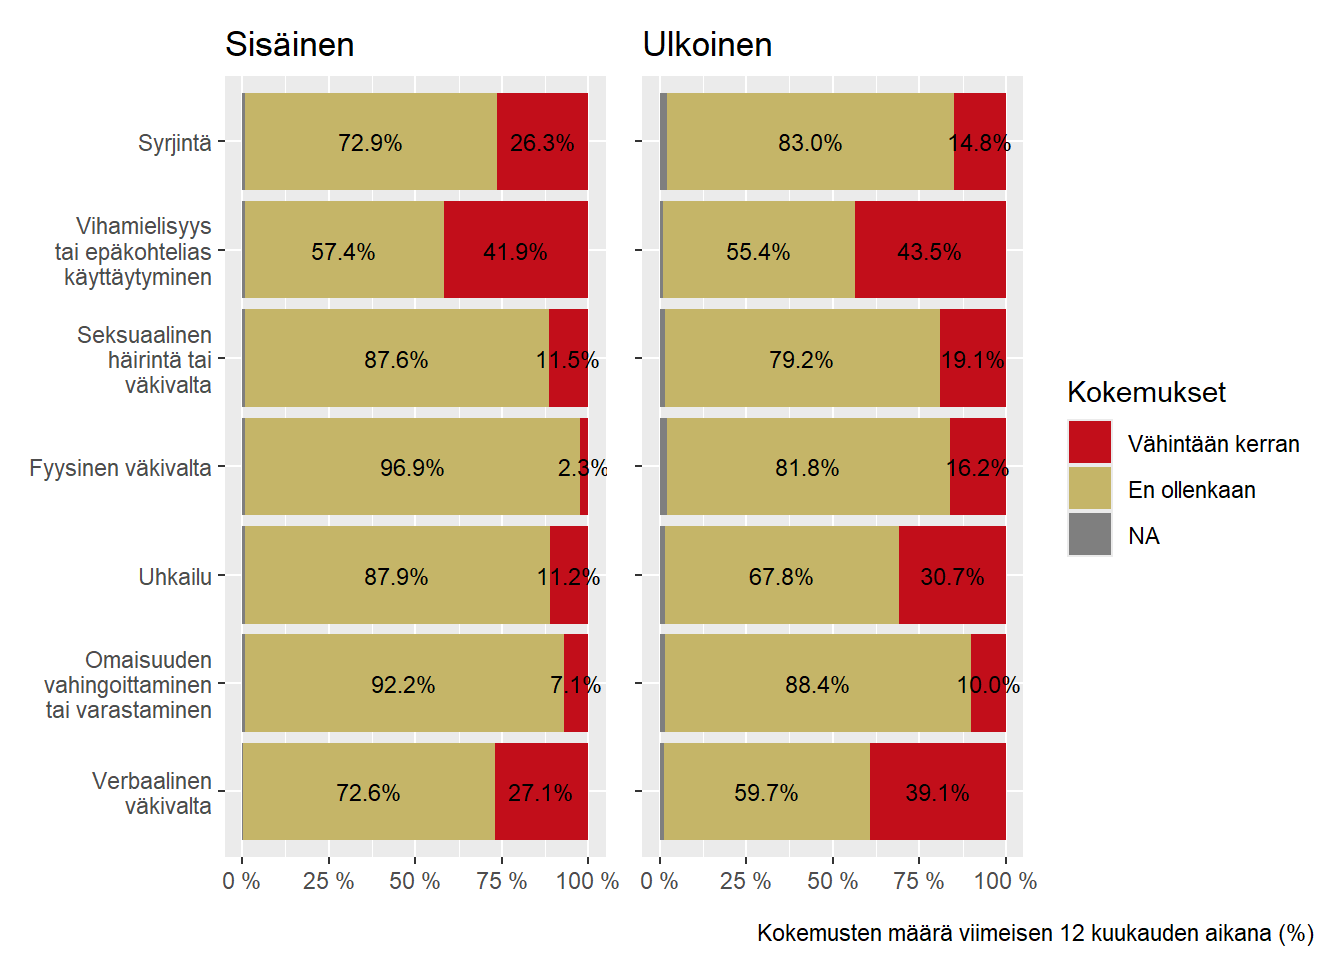 Sisäinen
Ulkoinen
Syrjintä
72.9%
26.3%
83.0%
14.8%
Vihamielisyys
tai epäkohtelias
käyttäytyminen
57.4%
41.9%
55.4%
43.5%
Seksuaalinen
häirintä tai
väkivalta
87.6%
11.5%
79.2%
19.1%
Fyysinen väkivalta
96.9%
2.3%
81.8%
16.2%
Uhkailu
87.9%
11.2%
67.8%
30.7%
Omaisuuden
vahingoittaminen
tai varastaminen
92.2%
7.1%
88.4%
10.0%
Verbaalinen
väkivalta
72.6%
27.1%
59.7%
39.1%
0 %
25 %
50 %
75 %
100 %
0 %
25 %
50 %
75 %
100 %
Kokemusten määrä viimeisen 12 kuukauden aikana (%)
Kokemukset
Vähintään kerran
En ollenkaan
NA